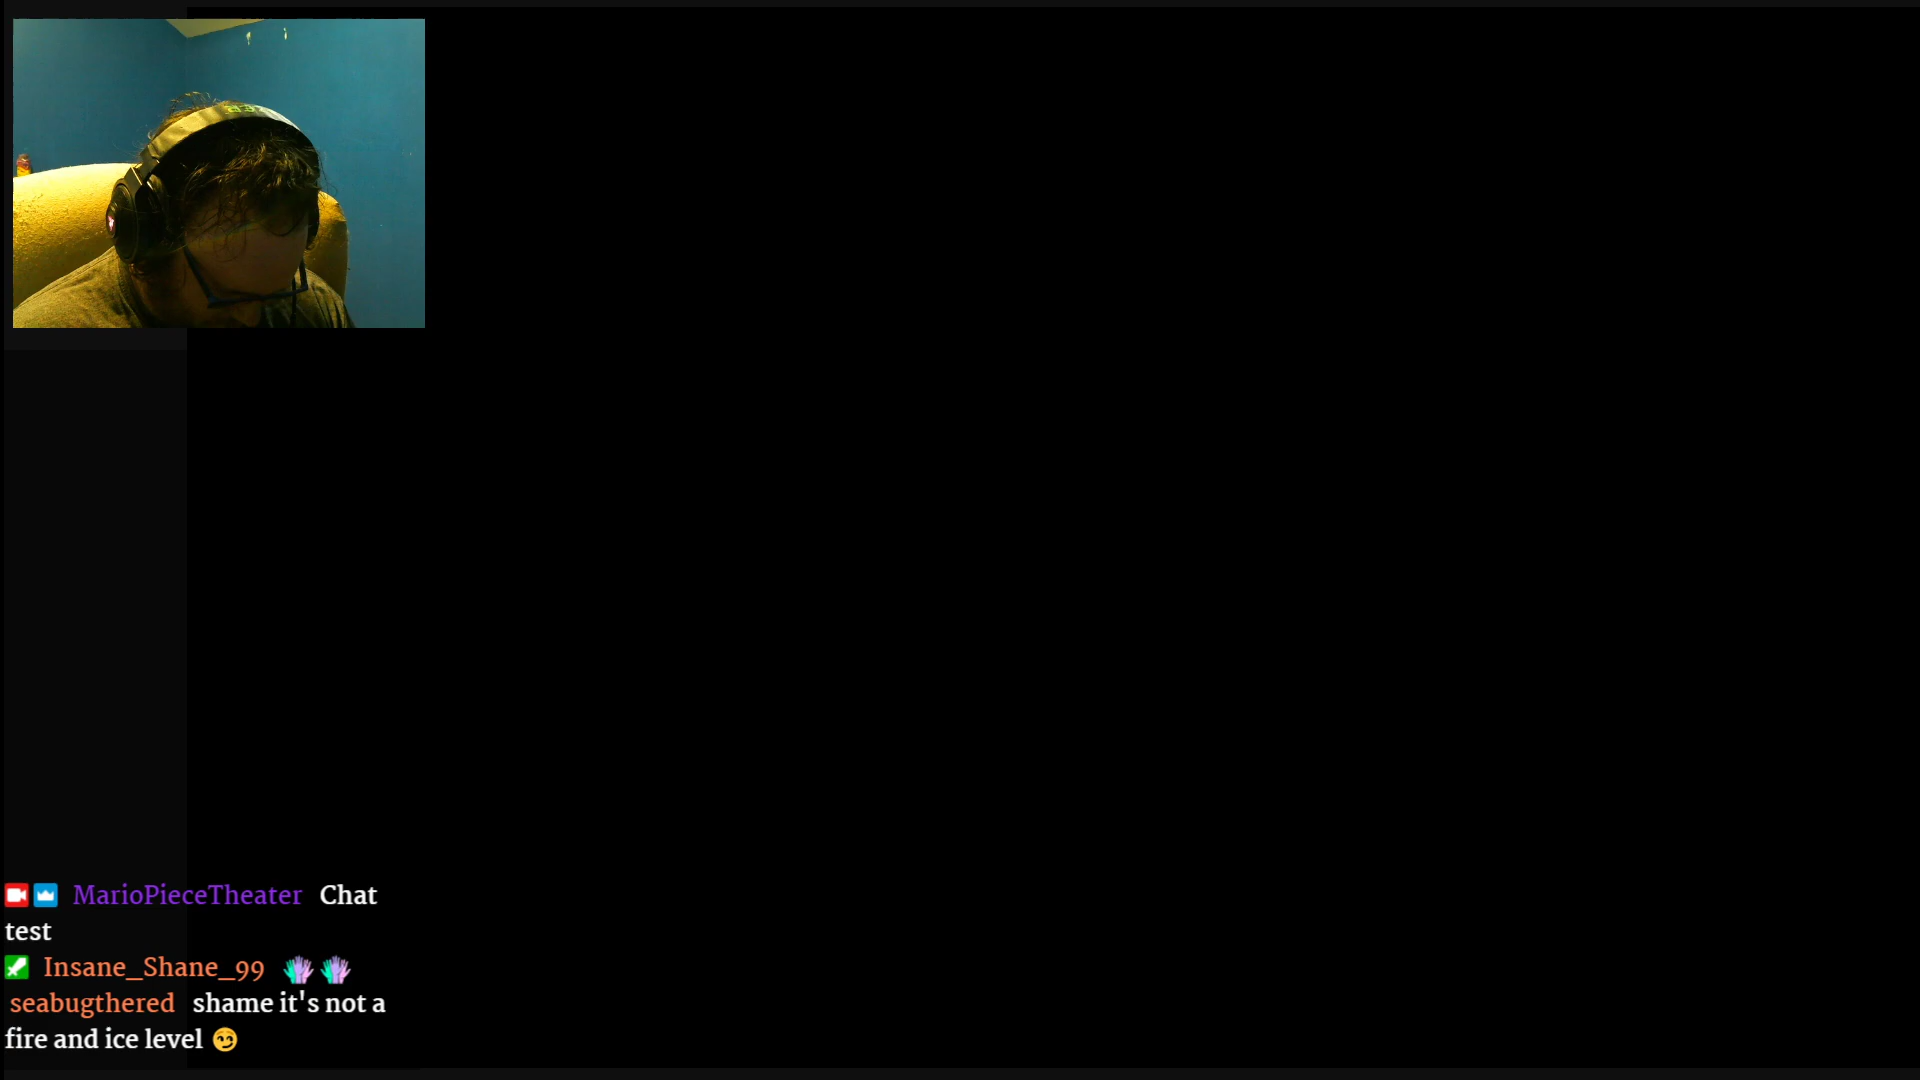 MarioPieceTheater Chat
test
Insane_Shane_99
seabugthered shame it's not a
fire and ice level 😏